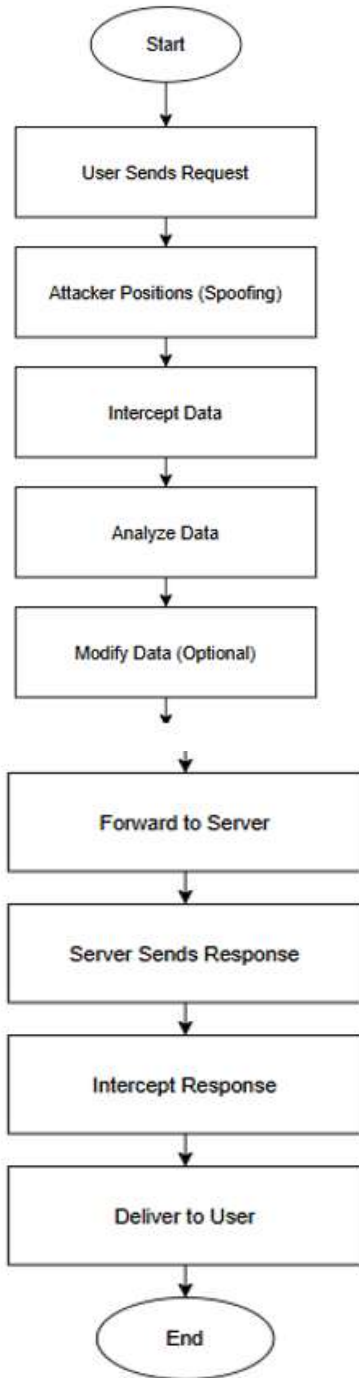 Start
User Sends Request
Attacker Positions (Spoofing)
Intercept Data
Analyze Data
Modify Data (Optional)
Forward to Server
Server Sends Response
Intercept Response
Deliver to User
End